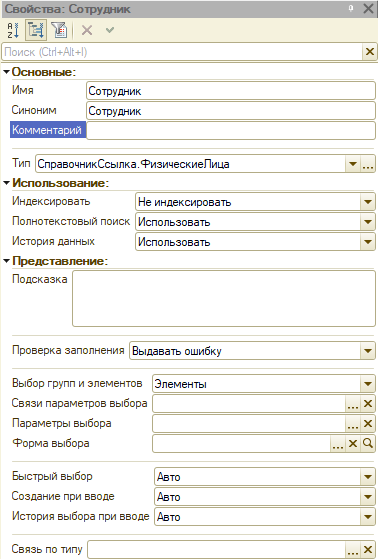 Свойства: Сотрудник
Поиск (Ctrl+Alt+I)
Основные:
Имя Сотрудник
Синоним Сотрудник
Комментарий
Тип СправочникСсылка.ФизическиеЛица ...
Использование:
Индексировать Не индексировать
Полнотекстовый поиск Использовать
История данных Использовать
Представление:
Подсказка
Проверка заполнения Выдавать ошибку
Выбор групп и элементов Элементы
Связи параметров выбора ...
Параметры выбора ...
Форма выбора ...
Быстрый выбор Авто
Создание при вводе Авто
История выбора при вводе Авто
Связь по типу ...